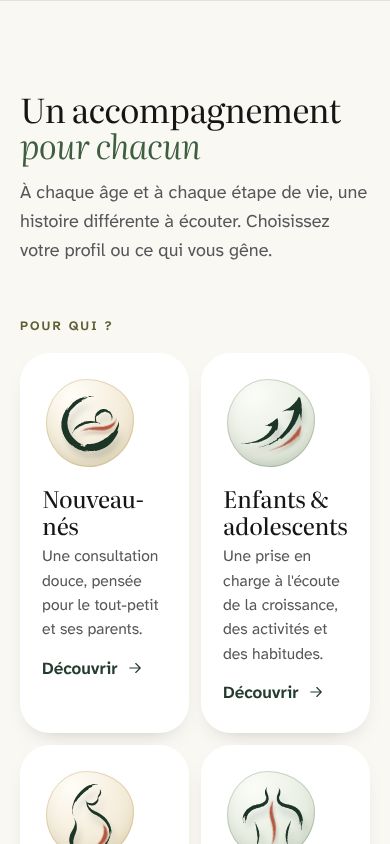 Un accompagnement
pour chacun
À chaque âge et à chaque étape de vie, une
histoire différente à écouter. Choisissez
votre profil ou ce qui vous gêne.
POUR QUI ?
Nouveau-
nés
Une consultation
douce, pensée
pour le tout-petit
et ses parents.
Découvrir →
Enfants &
adolescents
Une prise en
charge à l'écoute
de la croissance,
des activités et
des habitudes.
Découvrir →